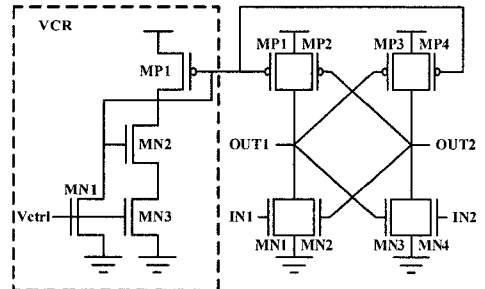 VCR
MP1
MP1 MP2
MP3 MP4
MN2
OUT1
OUT2
MN1
Vctrl
MN3
IN1
IN2
MN1 MN2
MN3 MN4